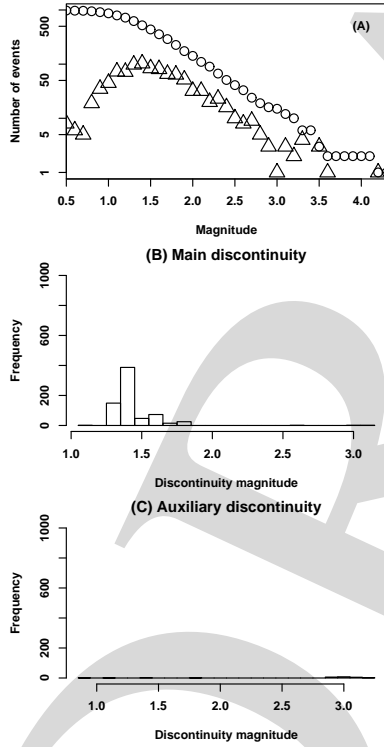 (A)
Number of events
500
50
5
1
0.5 1.0 1.5 2.0 2.5 3.0 3.5 4.0
Magnitude
(B) Main discontinuity
Frequency
1000
600
200
0
1.0 1.5 2.0 2.5 3.0
Discontinuity magnitude
(C) Auxiliary discontinuity
Frequency
1000
600
200
0
1.0 1.5 2.0 2.5 3.0
Discontinuity magnitude